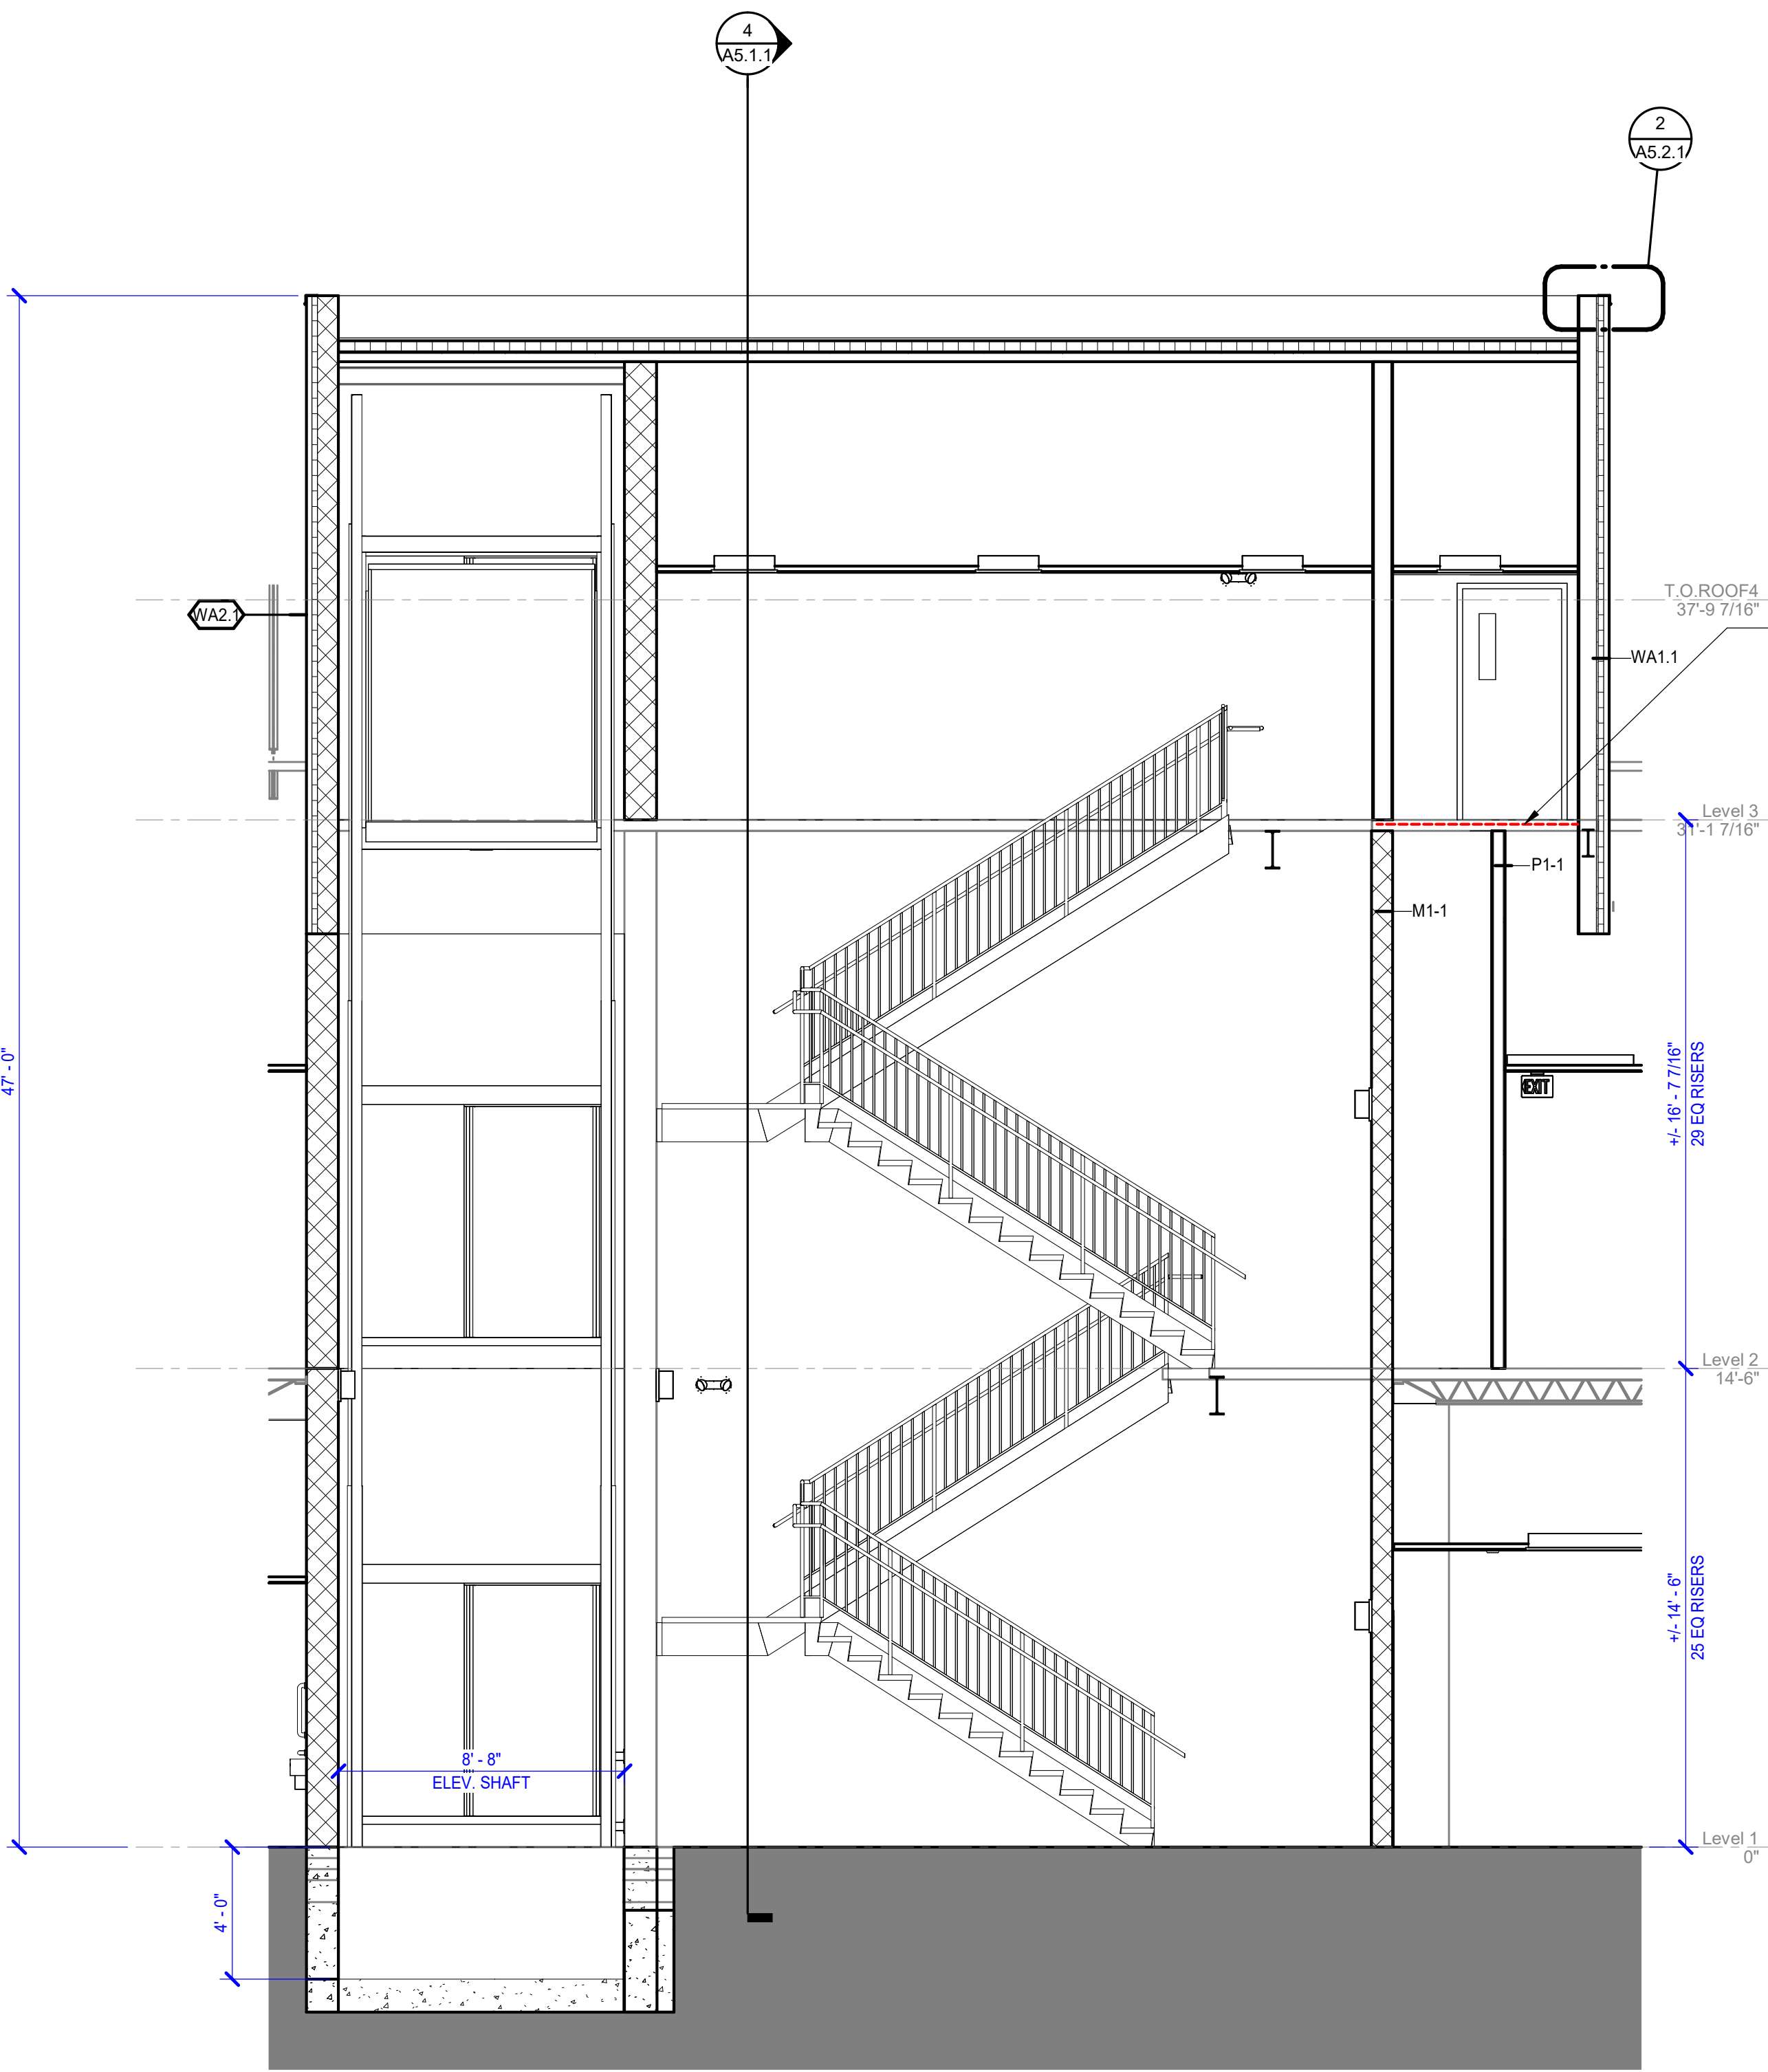 4
A5.1.1
2
A5.2.1
WA2.1
T.O.ROOF4
37'-9 7/16"
WA1.1
Level 3
31'-1 7/16"
P1-1
M1-1
47' - 0"
+/- 16' - 7 7/16"
29 EQ RISERS
EXIT
Level 2
14'-6"
+/- 14' - 6"
25 EQ RISERS
8' - 8"
ELEV. SHAFT
Level 1
0"
4' - 0"